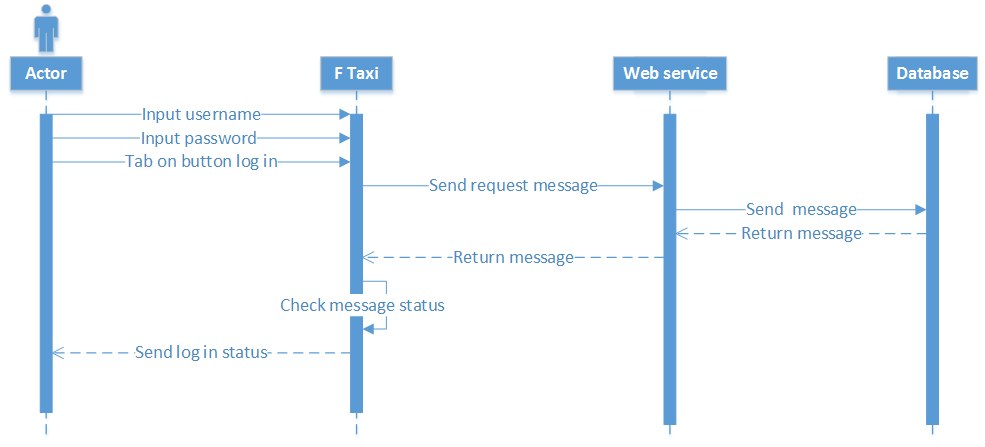 Actor
F Taxi
Web service
Database
Input username
Input password
Tab on button log in
Send request message
Send  message
Return message
Return message
Check message status
Send log in status